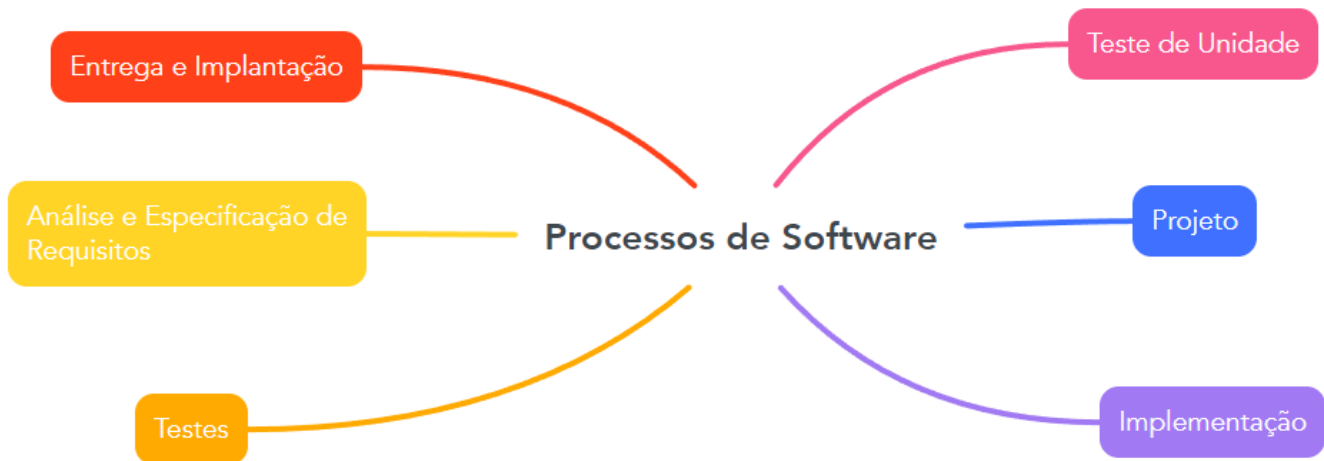 Entrega e Implantação
Teste de Unidade
Análise e Especificação de
Requisitos
Processos de Software
Projeto
Testes
Implementação